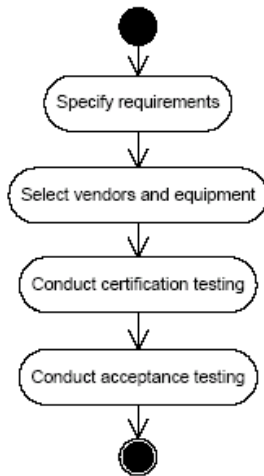 Specify requirements
Select vendors and equipment
Conduct certification testing
Conduct acceptance testing